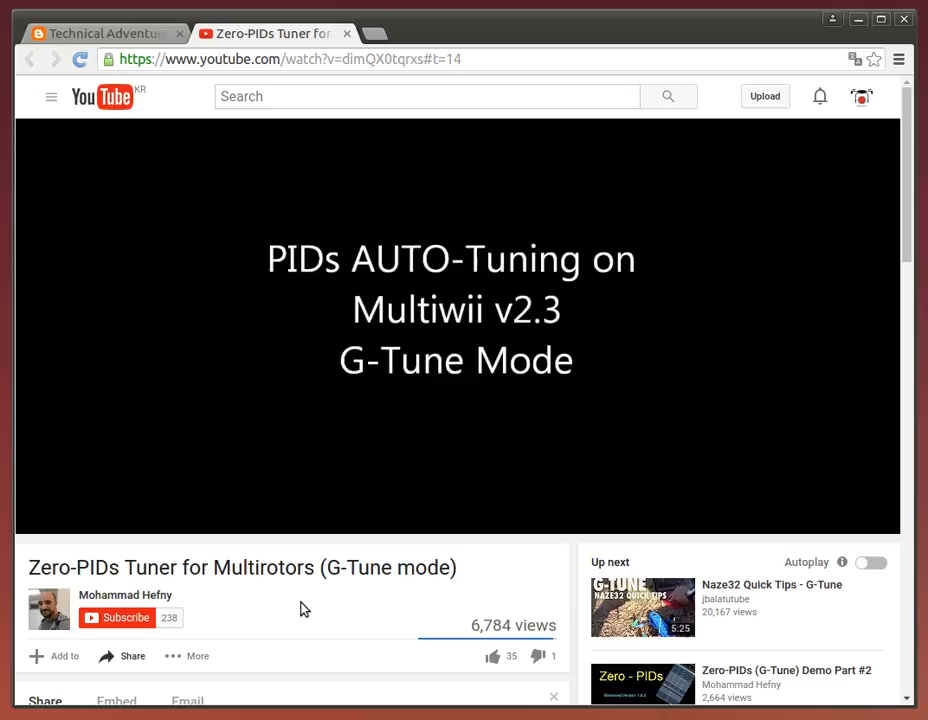 Technical Adventu
Zero-PIDs Tuner for
https://www.youtube.com/watch?v=dimQX0tqrxs#t=14
YouTube KR
Search
Upload
PIDs AUTO-Tuning on
Multiwii v2.3
G-Tune Mode
Zero-PIDs Tuner for Multirotors (G-Tune mode)
Mohammad Hefny
Subscribe 238
6,784 views
Add to Share More
35 1
Share Embed Email
Up next Autoplay
G-TUNE
NAZE32 QUICK TIPS
5:25
Naze32 Quick Tips - G-Tune
jbalatutube
20,167 views
Zero - PIDs
Zero-PIDs (G-Tune) Demo Part #2
Mohammad Hefny
2,664 views